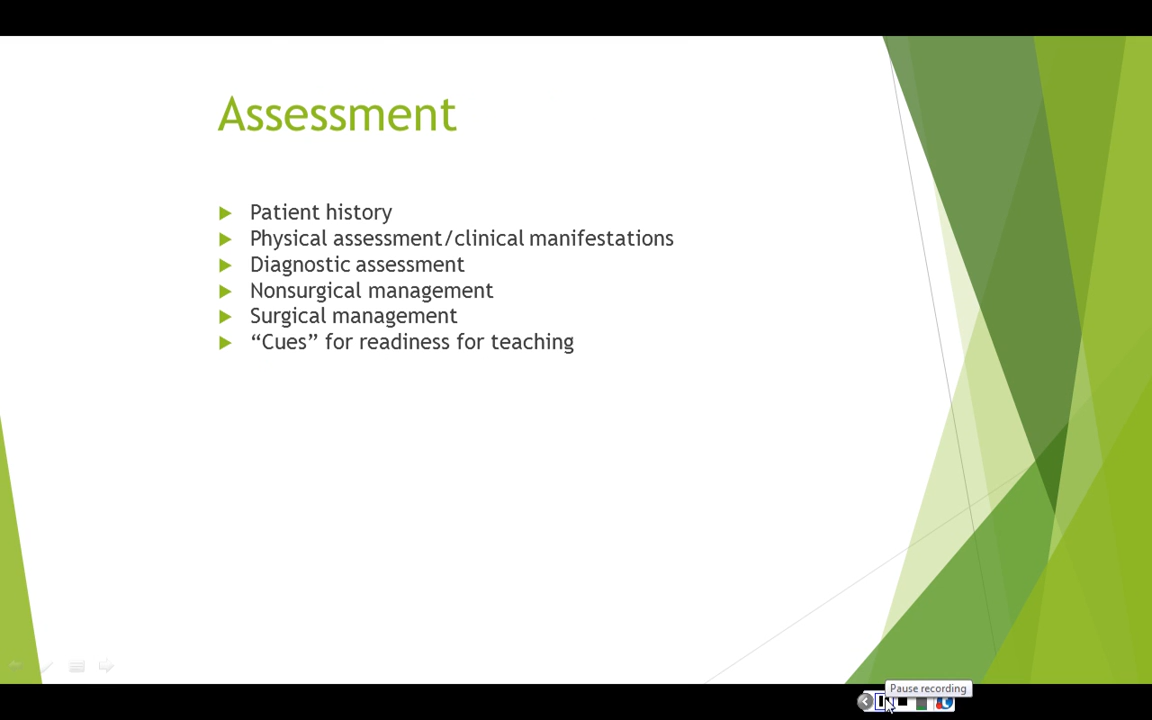 Assessment
Patient history
Physical assessment/clinical manifestations
Diagnostic assessment
Nonsurgical management
Surgical management
“Cues” for readiness for teaching
Pause recording